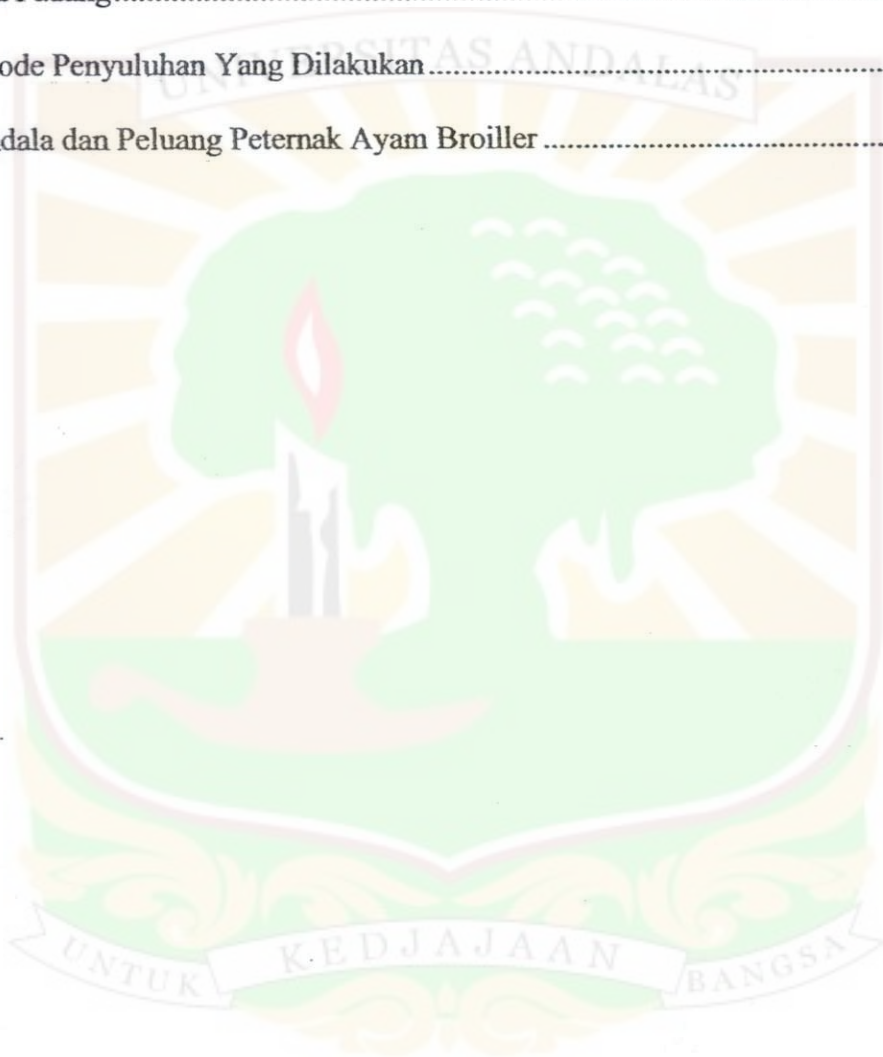 UNIVERSITAS ANDALAS
ode Penyuluhan Yang Dilakukan ..........................................................
dala dan Peluang Peternak Ayam Broiller ..........................................
UNTUK KEDJAJAAN BANGSA